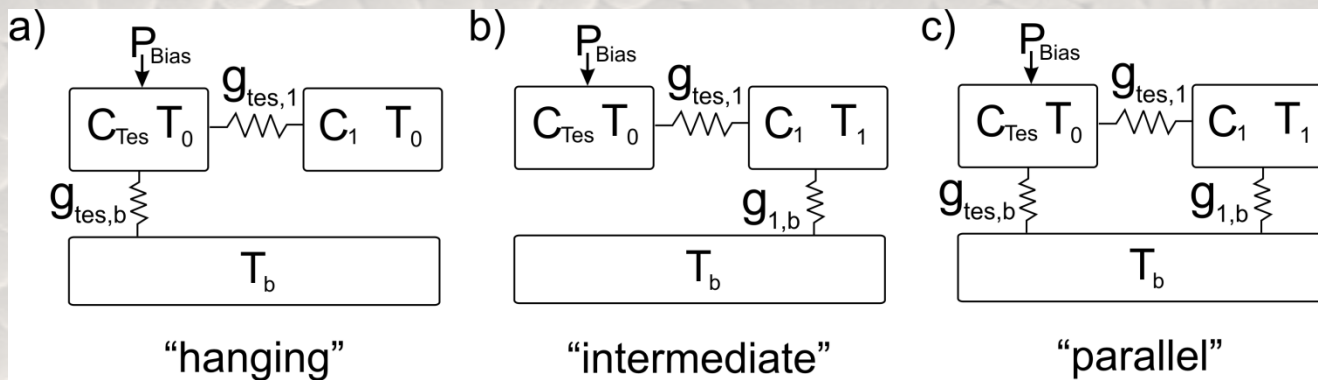 a)
P_Bias
g_tes,1
C_Tes T_0
C_1 T_0
g_tes,b
T_b
“hanging”
b)
P_Bias
g_tes,1
C_Tes T_0
C_1 T_1
g_1,b
T_b
“intermediate”
c)
P_Bias
g_tes,1
C_Tes T_0
C_1 T_1
g_tes,b
g_1,b
T_b
“parallel”